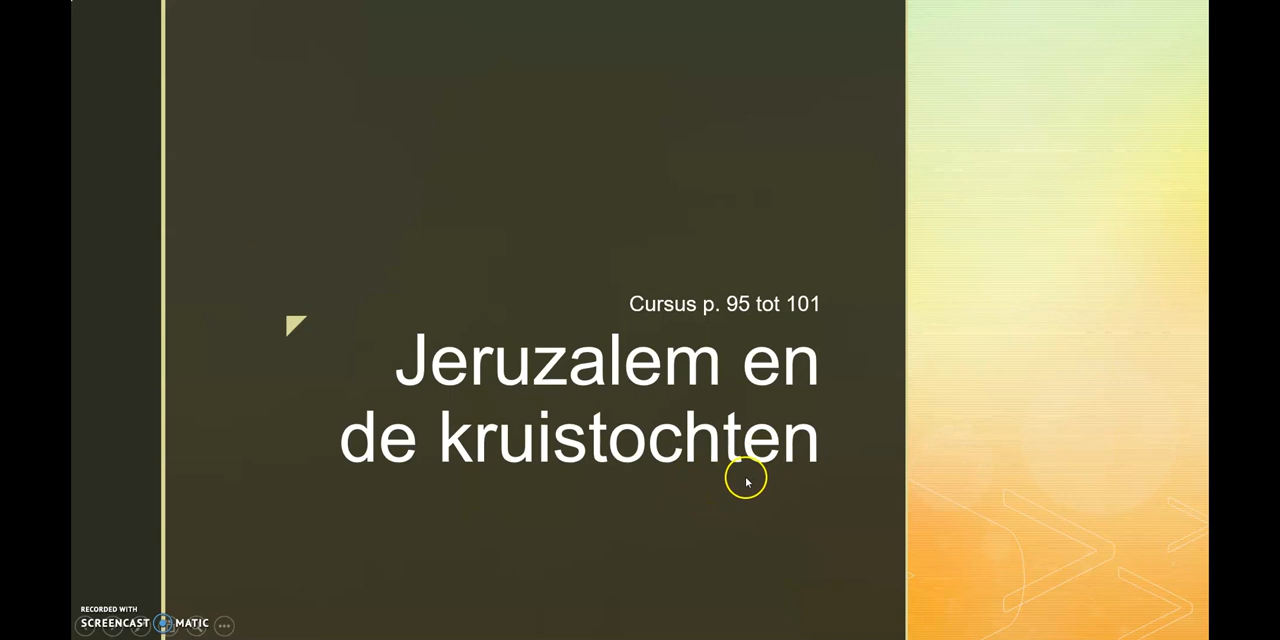 Cursus p. 95 tot 101
Jeruzalem en
de kruistochten
RECORDED WITH
SCREENCAST MATIC